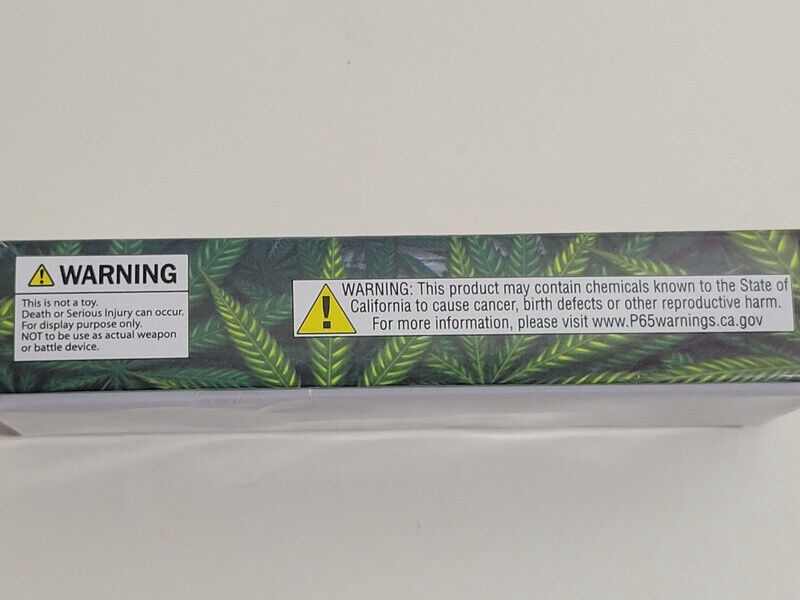 WARNING
This is not a toy.
Death or Serious Injury can occur.
For display purpose only.
NOT to be use as actual weapon
or battle device.
WARNING: This product may contain chemicals known to the State of
California to cause cancer, birth defects or other reproductive harm.
For more information, please visit www.P65warnings.ca.gov